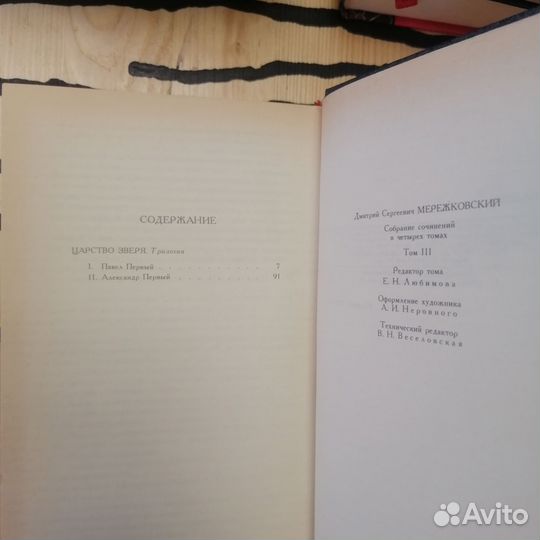 СОДЕРЖАНИЕ
ЦАРСТВО ЗВЕРЯ. Трилогия
I. Павел Первый . . . . . . . . . . . 7
II. Александр Первый . . . . . . . . . 91
Дмитрий Сергеевич МЕРЕЖКОВСКИЙ
Собрание сочинений
в четырех томах
Том III
Редактор тома
Е. Н. Любимова
Оформление художника
А. И. Неровного
Технический редактор
В. Н. Веселовская
Avito